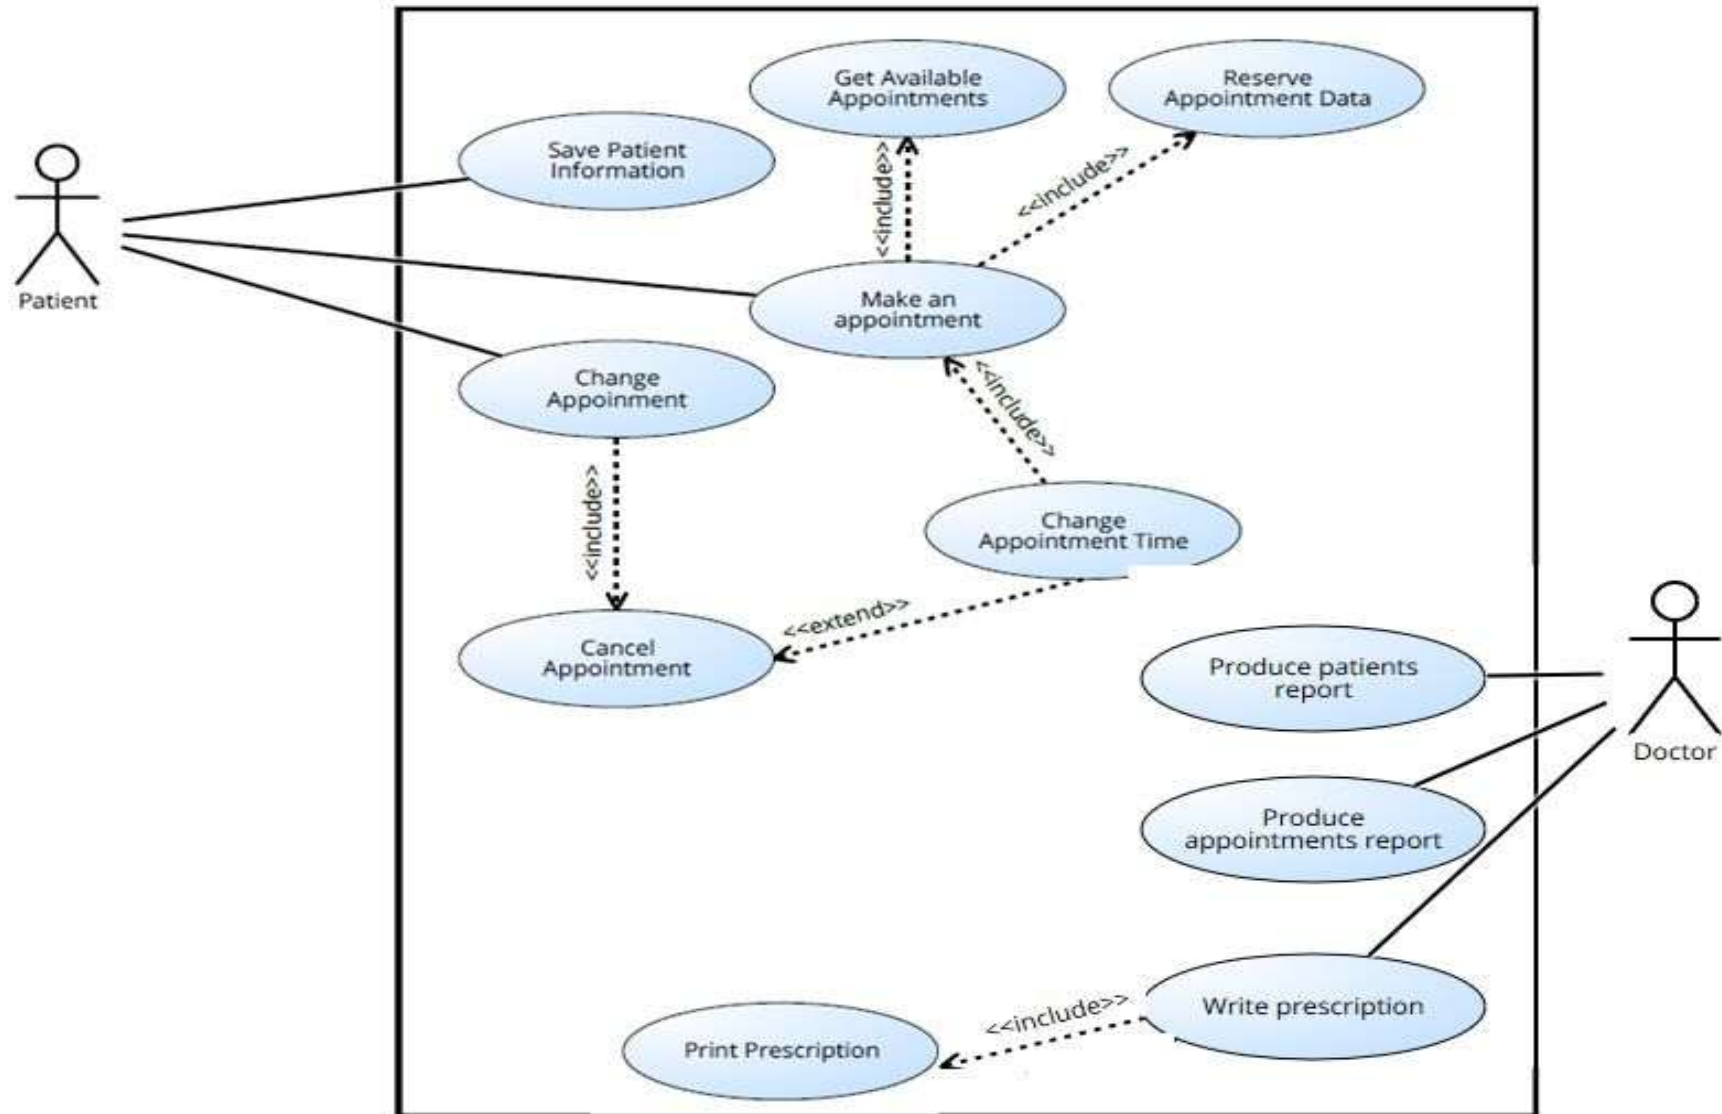 Get Available
Appointments
Reserve
Appointment Data
Save Patient
Information
<<include>>
<<include>>
Patient
Make an
appointment
Change
Appoinment
<<include>>
<<include>>
Change
Appointment Time
<<extend>>
Cancel
Appointment
Produce patients
report
Doctor
Produce
appointments report
Write prescription
<<include>>
Print Prescription